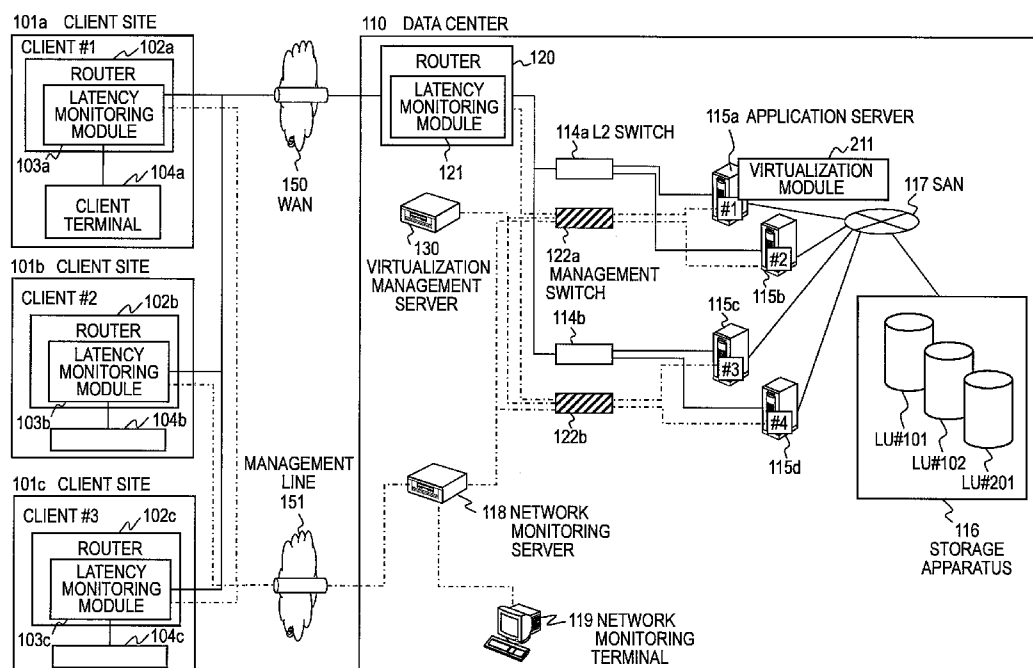 101a CLIENT SITE
CLIENT #1
102a
ROUTER
LATENCY
MONITORING
MODULE
103a
104a
CLIENT
TERMINAL
101b CLIENT SITE
CLIENT #2
102b
ROUTER
LATENCY
MONITORING
MODULE
103b
104b
101c CLIENT SITE
CLIENT #3
102c
ROUTER
LATENCY
MONITORING
MODULE
103c
104c
150
WAN
MANAGEMENT
LINE
151
110 DATA CENTER
ROUTER
120
LATENCY
MONITORING
MODULE
121
130
VIRTUALIZATION
MANAGEMENT
SERVER
114a L2 SWITCH
122a
MANAGEMENT
SWITCH
114b
122b
115a APPLICATION SERVER
211
VIRTUALIZATION
MODULE
#1
#2
115b
115c
#3
#4
115d
117 SAN
LU#101
LU#102
LU#201
116
STORAGE
APPARATUS
118 NETWORK
MONITORING
SERVER
119 NETWORK
MONITORING
TERMINAL